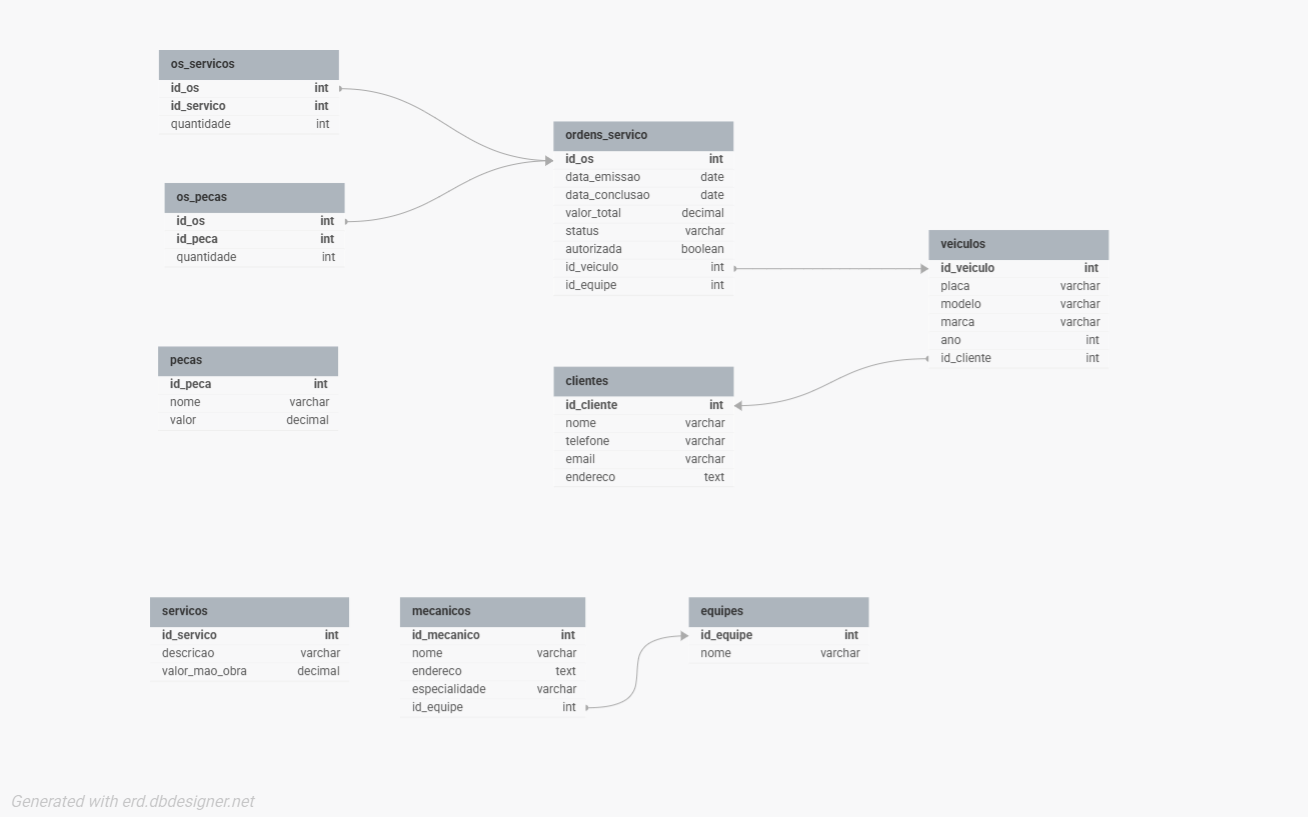 os_servicos
id_os int
id_servico int
quantidade int
os_pecas
id_os int
id_peca int
quantidade int
pecas
id_peca int
nome varchar
valor decimal
ordens_servico
id_os int
data_emissao date
data_conclusao date
valor_total decimal
status varchar
autorizada boolean
id_veiculo int
id_equipe int
veiculos
id_veiculo int
placa varchar
modelo varchar
marca varchar
ano int
id_cliente int
clientes
id_cliente int
nome varchar
telefone varchar
email varchar
endereco text
servicos
id_servico int
descricao varchar
valor_mao_obra decimal
mecanicos
id_mecanico int
nome varchar
endereco text
especialidade varchar
id_equipe int
equipes
id_equipe int
nome varchar
Generated with erd.dbdesigner.net